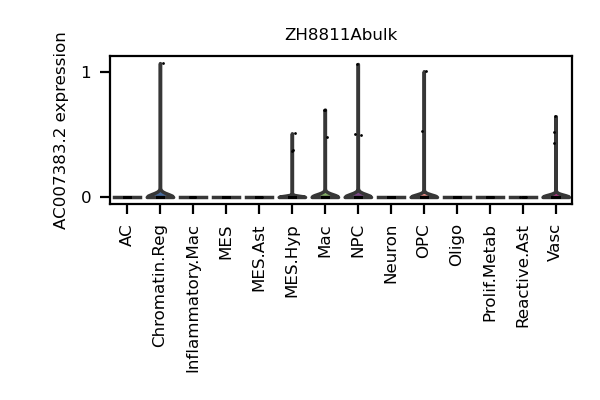 ZH8811Abulk
AC007383.2 expression
1
0
AC
Chromatin.Reg
Inflammatory.Mac
MES
MES.Ast
MES.Hyp
Mac
NPC
Neuron
OPC
Oligo
Prolif.Metab
Reactive.Ast
Vasc